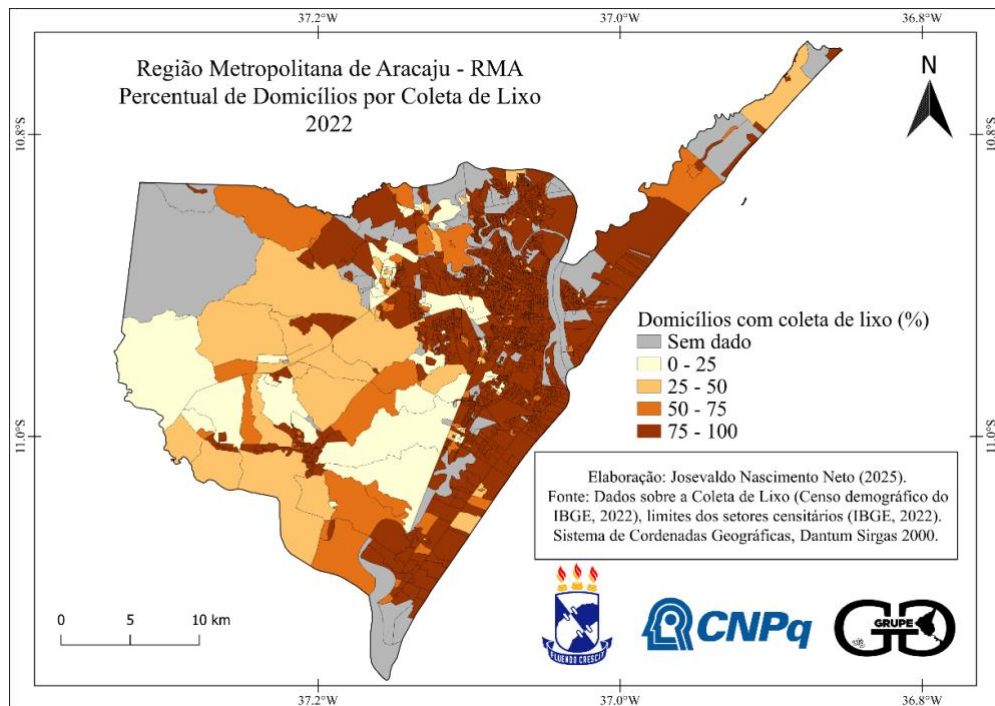 37.2°W
37.0°W
36.8°W
Região Metropolitana de Aracaju - RMA
Percentual de Domicílios por Coleta de Lixo
2022
N
10.8°S
10.8°S
Domicílios com coleta de lixo (%)
Sem dado
0 - 25
25 - 50
50 - 75
75 - 100
11.0°S
11.0°S
Elaboração: Josevaldo Nascimento Neto (2025).
Fonte: Dados sobre a Coleta de Lixo (Censo demográfico do
IBGE, 2022), limites dos setores censitários (IBGE, 2022).
Sistema de Cordenadas Geográficas, Dantum Sirgas 2000.
0 5 10 km
FLUENDO CRESCIT
CNPq
GRUPE
37.2°W
37.0°W
36.8°W